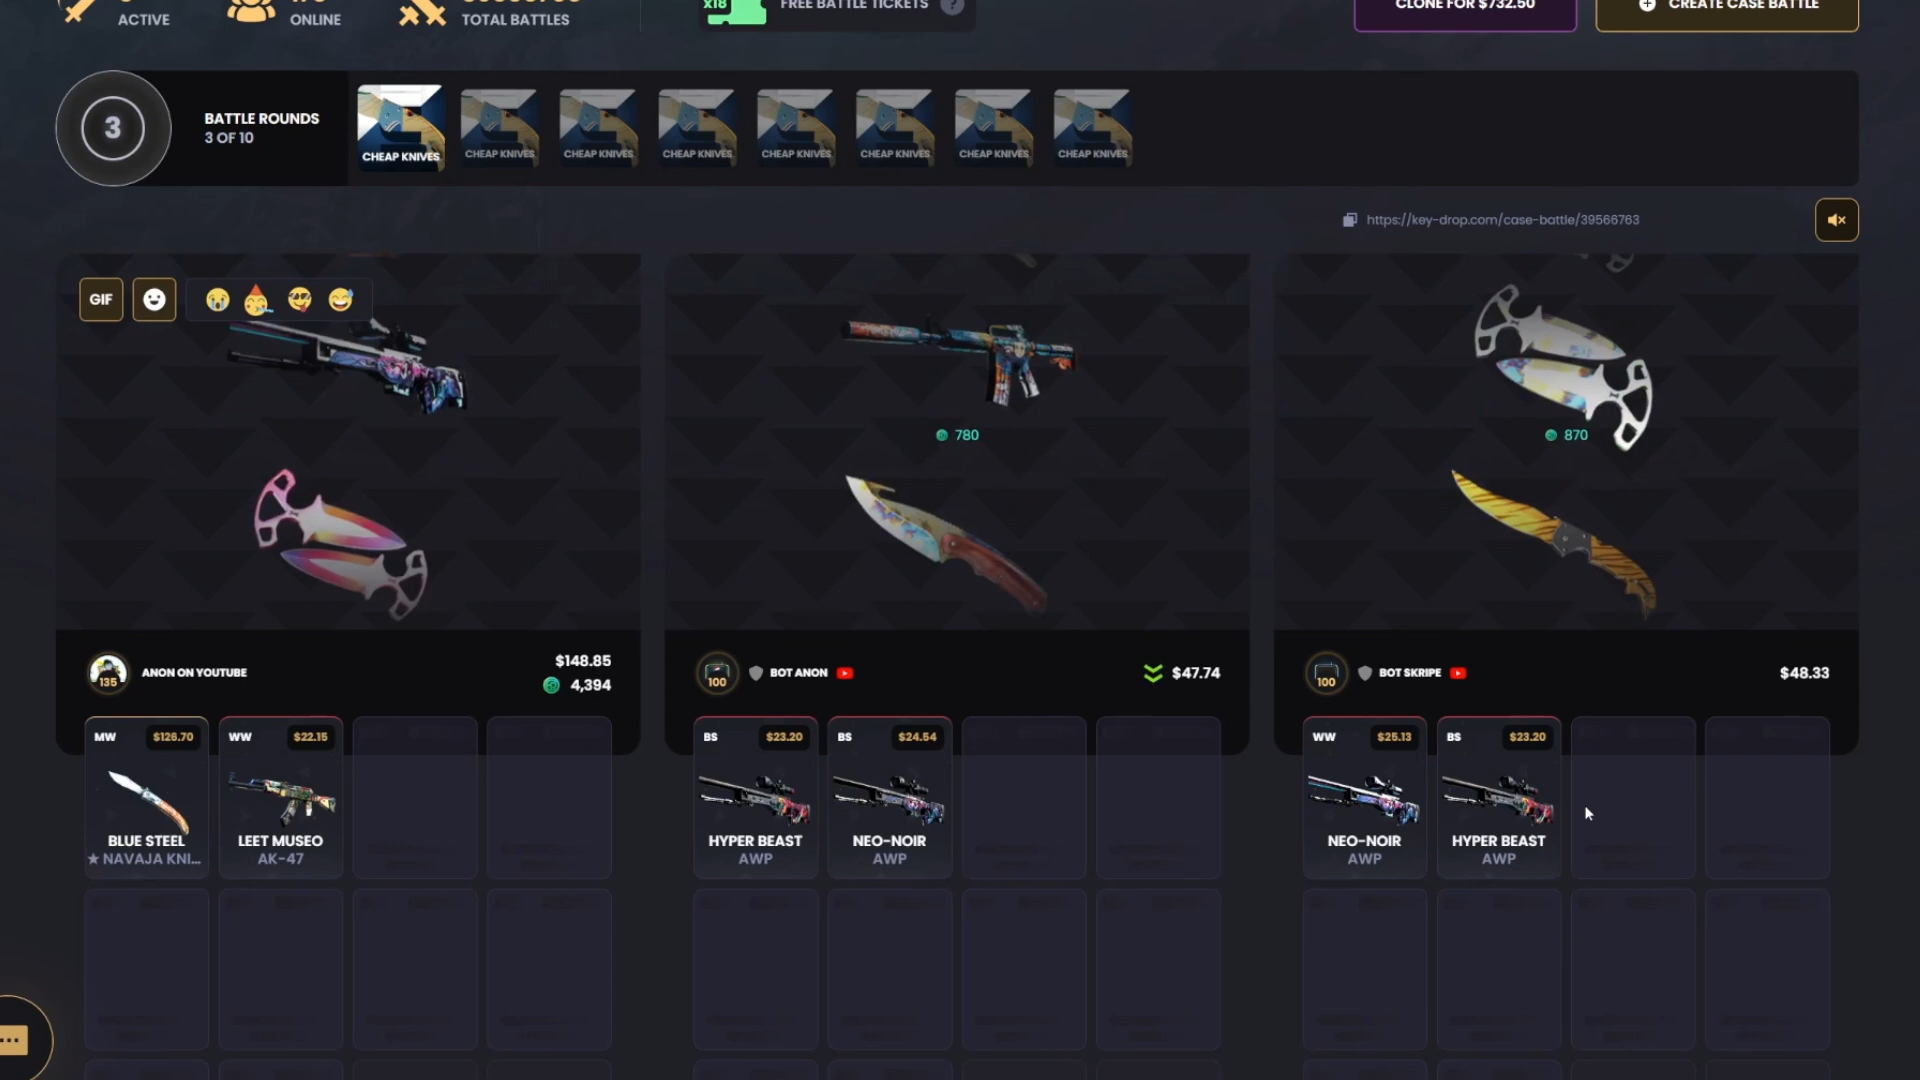 ACTIVE
ONLINE
TOTAL BATTLES
X18
FREE BATTLE TICKETS
?
CLONE FOR $732.50
CREATE CASE BATTLE
3
BATTLE ROUNDS
3 OF 10
CHEAP KNIVES
CHEAP KNIVES
CHEAP KNIVES
CHEAP KNIVES
CHEAP KNIVES
CHEAP KNIVES
CHEAP KNIVES
CHEAP KNIVES
https://key-drop.com/case-battle/39566763
GIF
780
870
135
ANON ON YOUTUBE
$148.85
4,394
100
BOT ANON
$47.74
100
BOT SKRIPE
$48.33
MW
$126.70
BLUE STEEL
★ NAVAJA KNI...
WW
$22.15
LEET MUSEO
AK-47
BS
$23.20
HYPER BEAST
AWP
BS
$24.54
NEO-NOIR
AWP
WW
$25.13
NEO-NOIR
AWP
BS
$23.20
HYPER BEAST
AWP